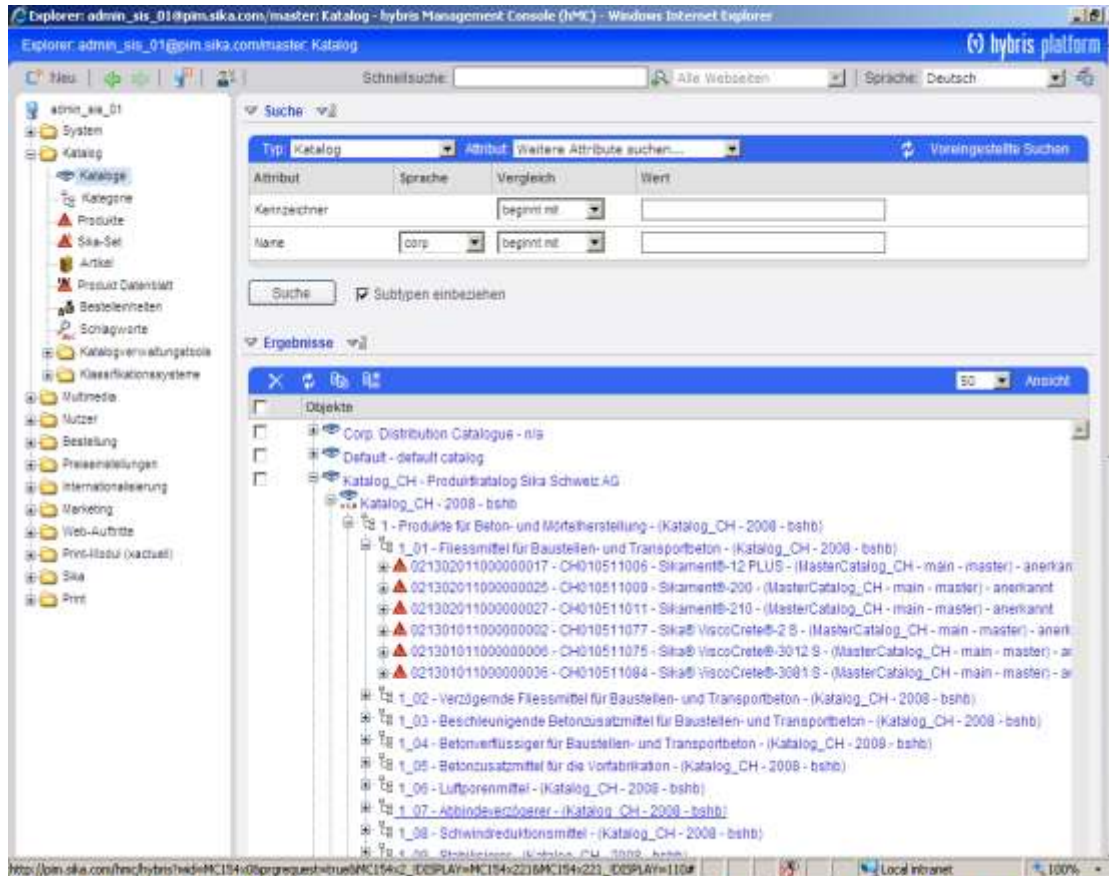 Explorer: admin_sis_01@pim.sika.com/master: Katalog - hybris Management Console (hMC) - Windows Internet Explorer
Explorer: admin_sis_01@pim.sika.com/master: Katalog
hybris platform
Neu
Schnellsuche:
Alle Webseiten
Sprache: Deutsch
admin_sis_01
System
Katalog
Kataloge
Kategorie
Produkte
Sika-Set
Artikel
Produkt Datenblatt
Bestelleinheiten
Schlagworte
Katalogverwaltungstools
Klassifikationssysteme
Multimedia
Nutzer
Bestellung
Preiseinstellungen
Internationalisierung
Marketing
Web-Auftritte
Print-Modul (xactuell)
Sika
Print
Suche
Typ: Katalog Attribut: Weitere Attribute suchen... Voreingestellte Suchen
Attribut Sprache Vergleich Wert
Kennzeichner beginnt mit
Name corp beginnt mit
Suche Subtypen einbeziehen
Ergebnisse
50 Ansicht
Objekte
Corp. Distribution Catalogue - n/a
Default - default catalog
Katalog_CH - Produktkatalog Sika Schweiz AG
Katalog_CH - 2008 - bshb
1 - Produkte für Beton- und Mörtelherstellung - (Katalog_CH - 2008 - bshb)
1_01 - Fliessmittel für Baustellen- und Transportbeton - (Katalog_CH - 2008 - bshb)
021302011000000017 - CH010511006 - Sikament®-12 PLUS - (MasterCatalog_CH - main - master) - anerkan
021302011000000025 - CH010511009 - Sikament®-200 - (MasterCatalog_CH - main - master) - anerkannt
021302011000000027 - CH010511011 - Sikament®-210 - (MasterCatalog_CH - main - master) - anerkannt
021301011000000002 - CH010511077 - Sika® ViscoCrete®-2 S - (MasterCatalog_CH - main - master) - anerk
021301011000000006 - CH010511075 - Sika® ViscoCrete®-3012 S - (MasterCatalog_CH - main - master) - a
021301011000000036 - CH010511084 - Sika® ViscoCrete®-3081 S - (MasterCatalog_CH - main - master) - a
1_02 - Verzögernde Fliessmittel für Baustellen- und Transportbeton - (Katalog_CH - 2008 - bshb)
1_03 - Beschleunigende Betonzusatzmittel für Baustellen- und Transportbeton - (Katalog_CH - 2008 - bshb)
1_04 - Betonverflüssiger für Baustellen- und Transportbeton - (Katalog_CH - 2008 - bshb)
1_05 - Betonzusatzmittel für die Vorfabrikation - (Katalog_CH - 2008 - bshb)
1_06 - Luftporenmittel - (Katalog_CH - 2008 - bshb)
1_07 - Abbindeverzögerer - (Katalog_CH - 2008 - bshb)
1_08 - Schwindreduktionsmittel - (Katalog_CH - 2008 - bshb)
1_09 - Stabilisierer - (Katalog_CH - 2008 - bshb)
Local intranet
100%